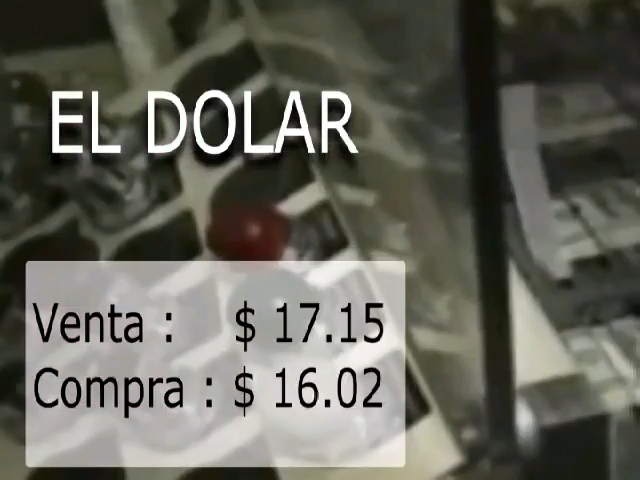 EL DOLAR
Venta : $ 17.15
Compra : $ 16.02